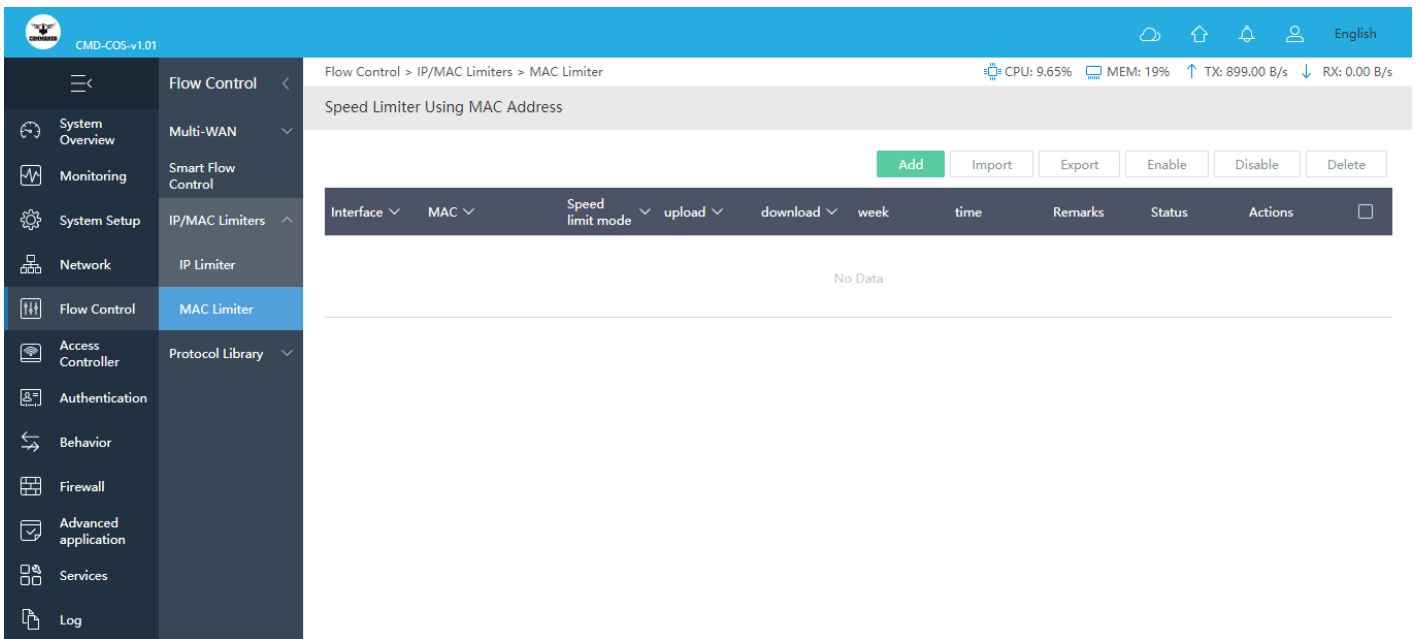 COMMANDO
CMD-COS-v1.01
English
Flow Control
Flow Control > IP/MAC Limiters > MAC Limiter
CPU: 9.65%
MEM: 19%
TX: 899.00 B/s
RX: 0.00 B/s
Speed Limiter Using MAC Address
System
Overview
Monitoring
System Setup
Network
Flow Control
Access
Controller
Authentication
Behavior
Firewall
Advanced
application
Services
Log
Multi-WAN
Smart Flow
Control
IP/MAC Limiters
IP Limiter
MAC Limiter
Protocol Library
Add
Import
Export
Enable
Disable
Delete
Interface
MAC
Speed
limit mode
upload
download
week
time
Remarks
Status
Actions
No Data